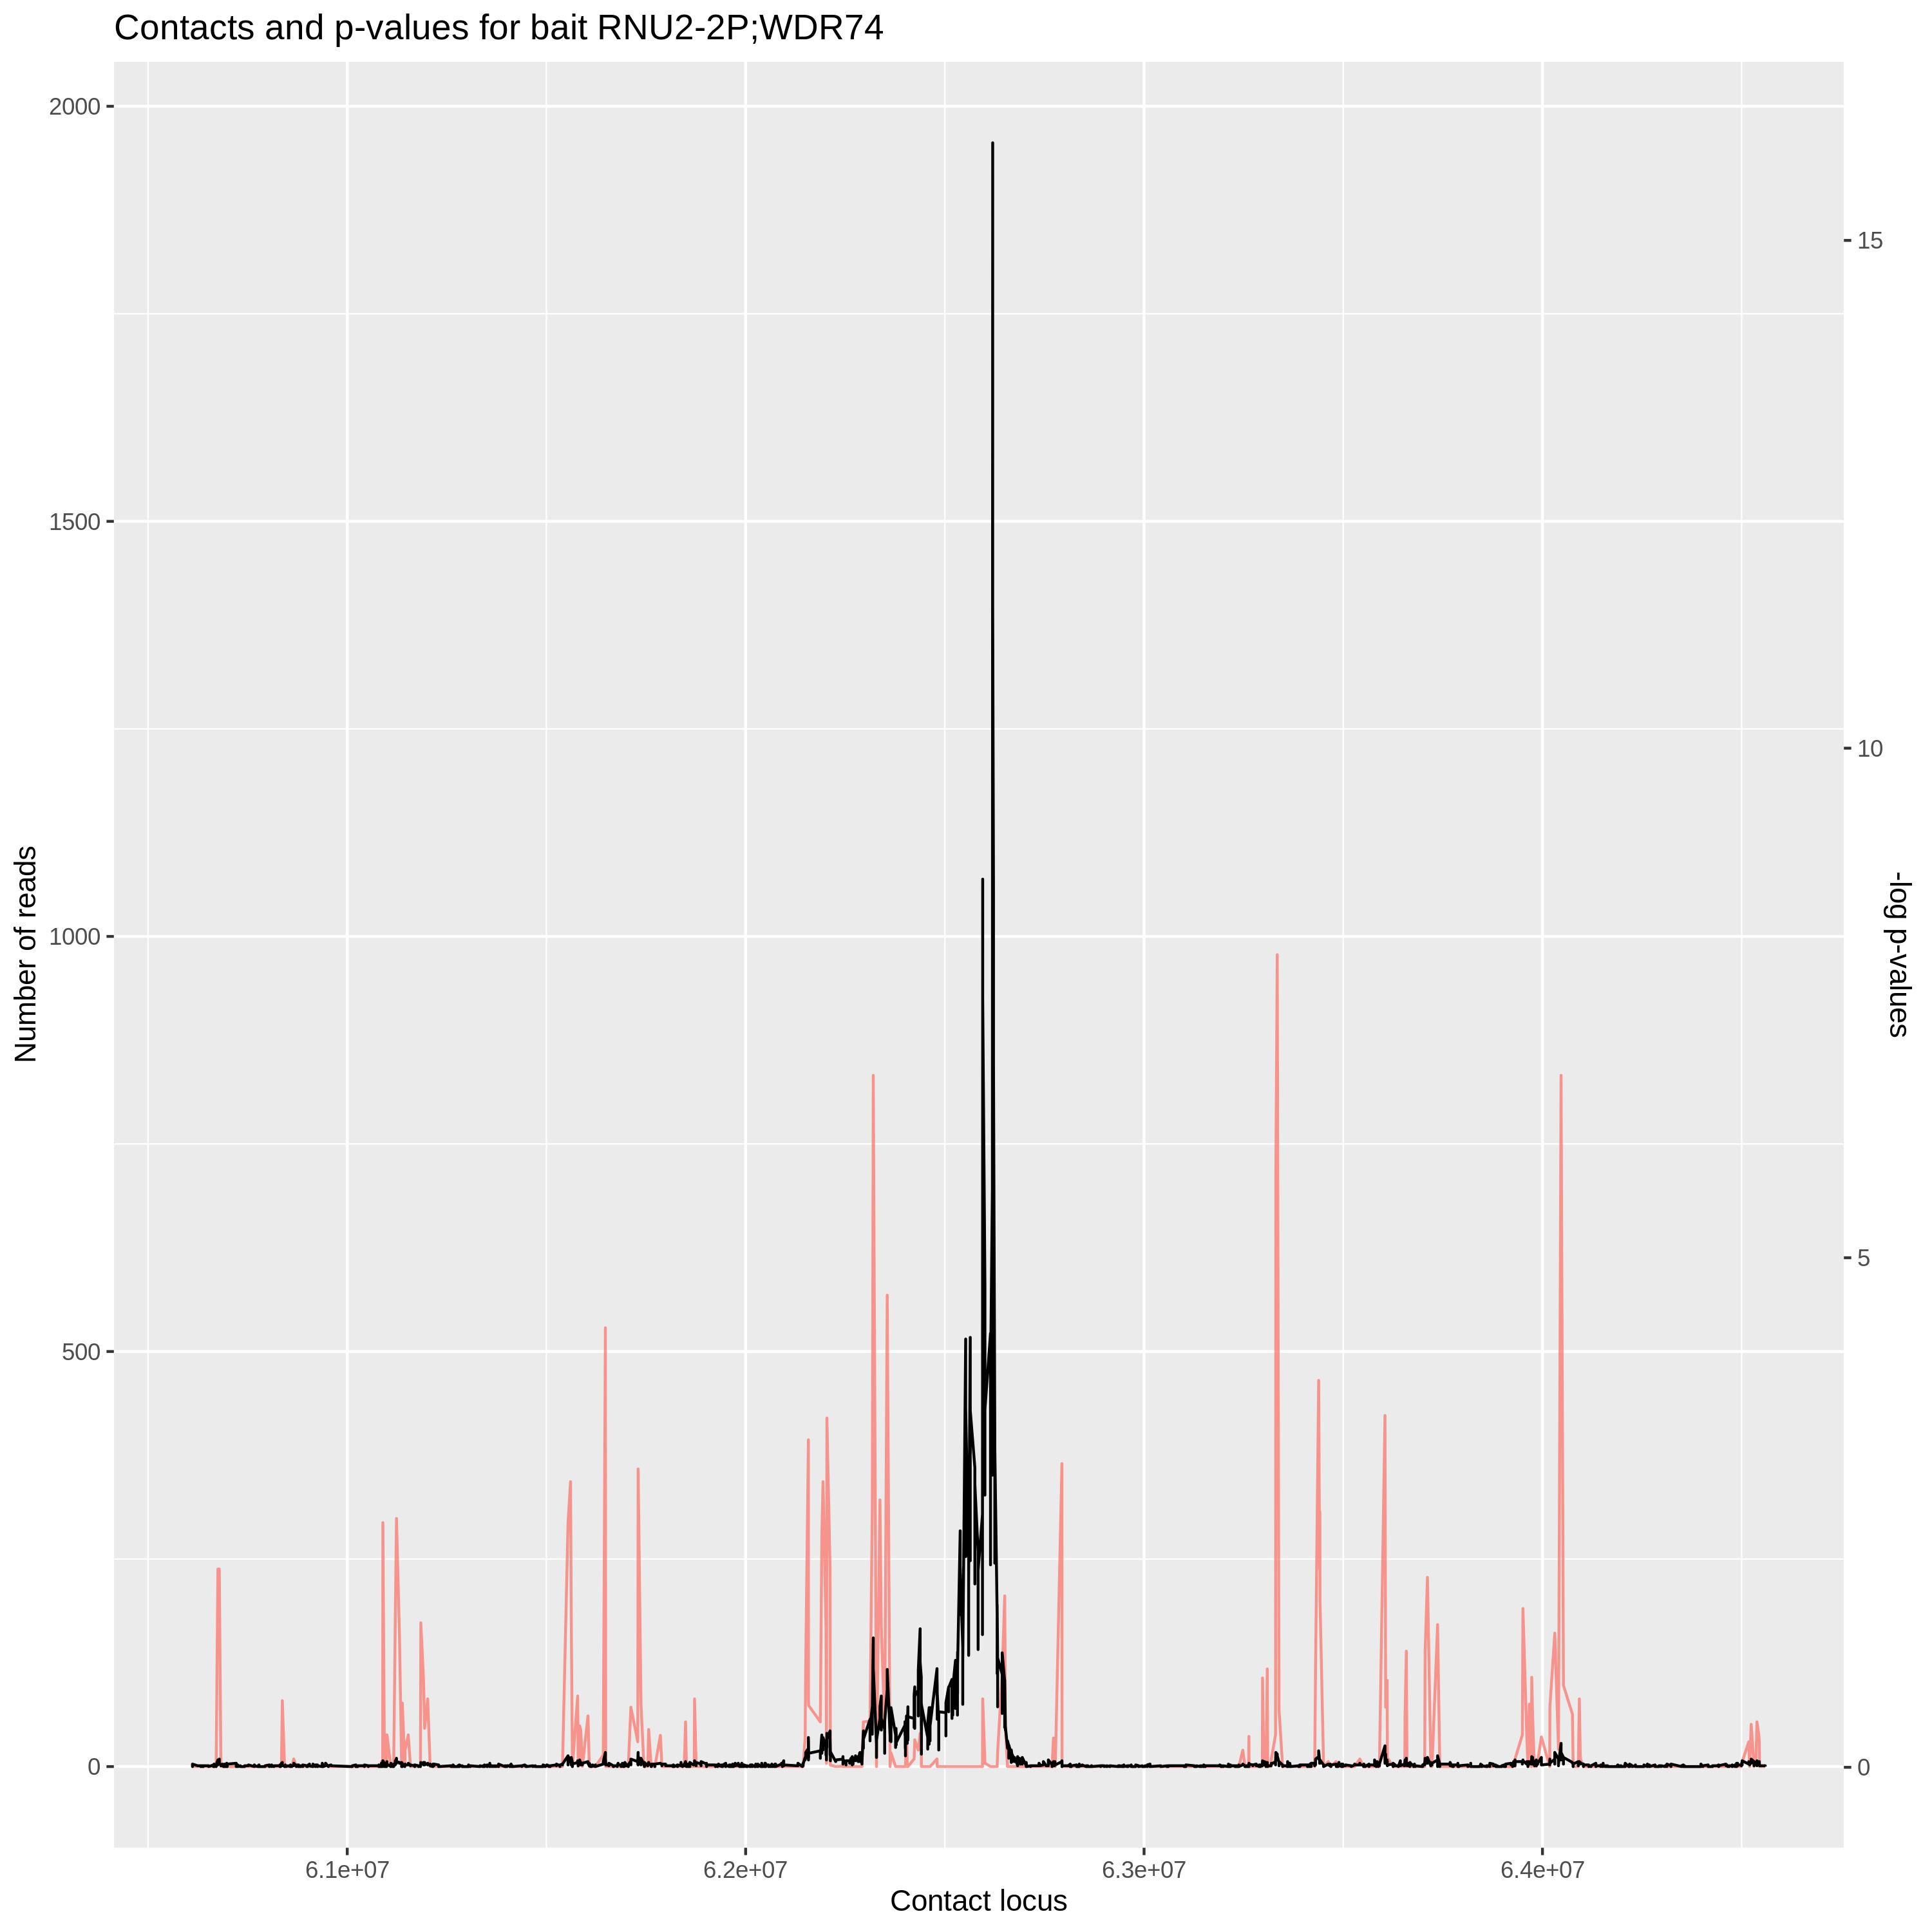 Contacts and p-values for bait RNU2-2P;WDR74
2000
1500
1000
500
0
Number of reads
15
10
5
0
-log p-values
6.1e+07
6.2e+07
6.3e+07
6.4e+07
Contact locus